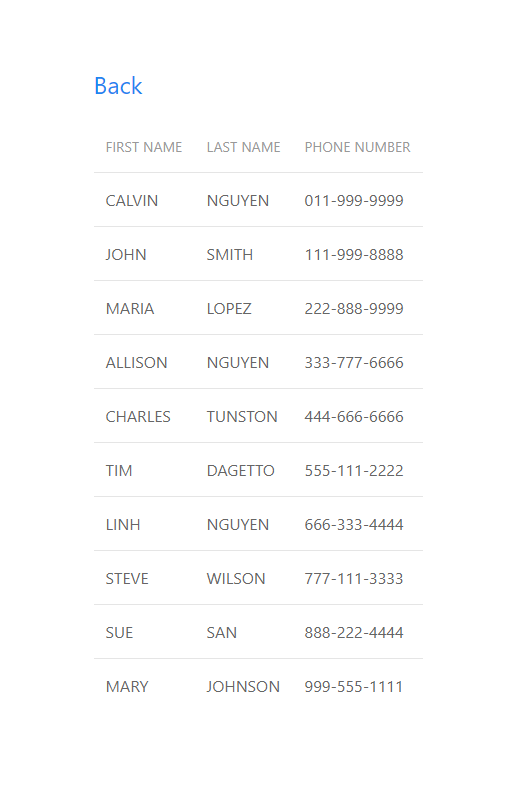 Back
FIRST NAME LAST NAME PHONE NUMBER
CALVIN NGUYEN 011-999-9999
JOHN SMITH 111-999-8888
MARIA LOPEZ 222-888-9999
ALLISON NGUYEN 333-777-6666
CHARLES TUNSTON 444-666-6666
TIM DAGETTO 555-111-2222
LINH NGUYEN 666-333-4444
STEVE WILSON 777-111-3333
SUE SAN 888-222-4444
MARY JOHNSON 999-555-1111